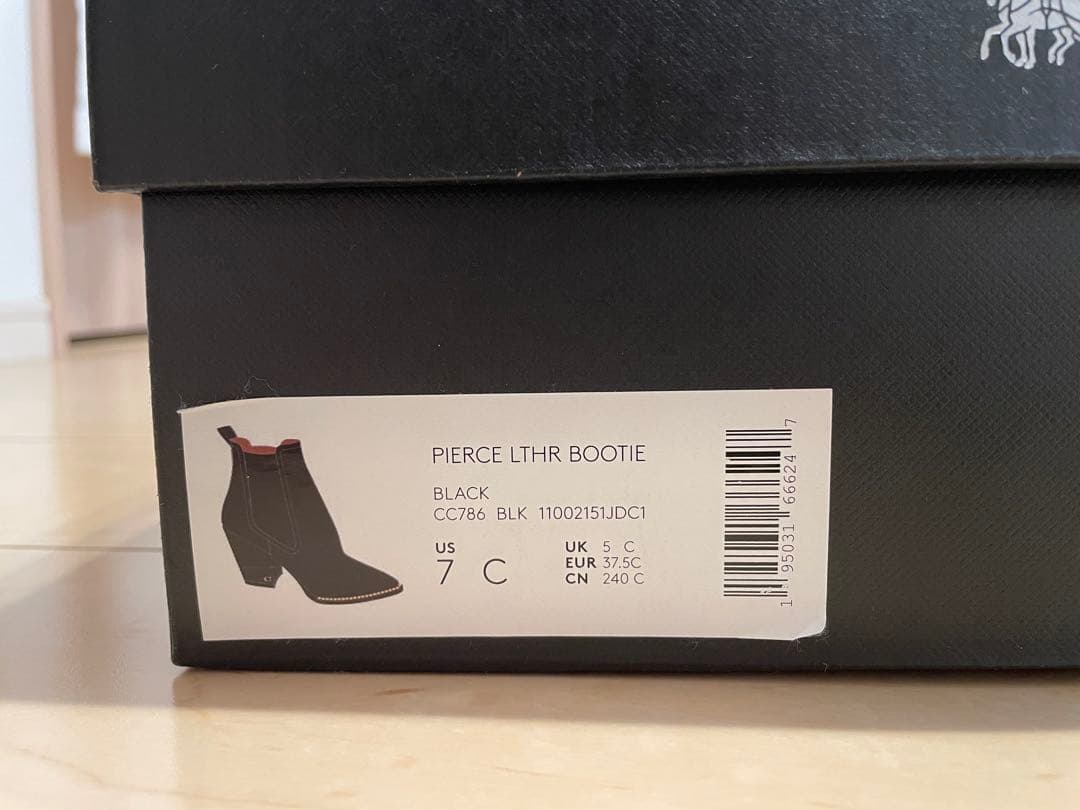 PIERCE LTHR BOOTIE
BLACK
CC786 BLK 11002151JDC1
US
7 C
UK 5 C
EUR 37.5C
CN 240 C
1 95031 66624 7